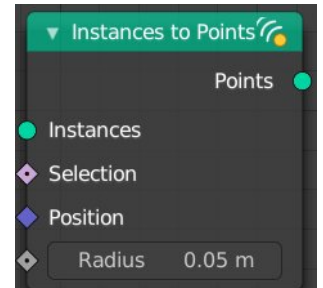 Instances to Points
Points
Instances
Selection
Position
Radius 0.05 m